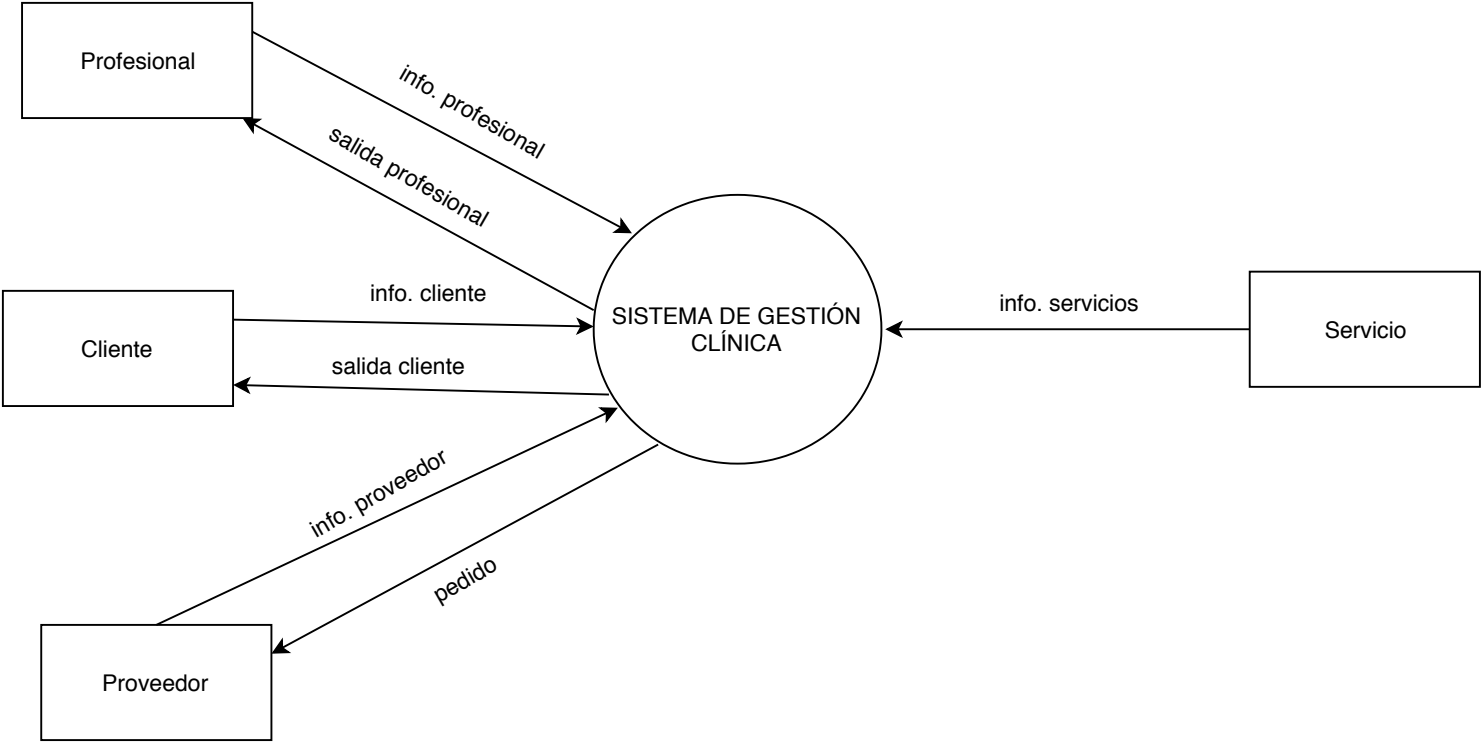 Profesional
info. profesional
salida profesional
info. cliente
Cliente
salida cliente
SISTEMA DE GESTIÓN
CLÍNICA
info. servicios
Servicio
info. proveedor
pedido
Proveedor